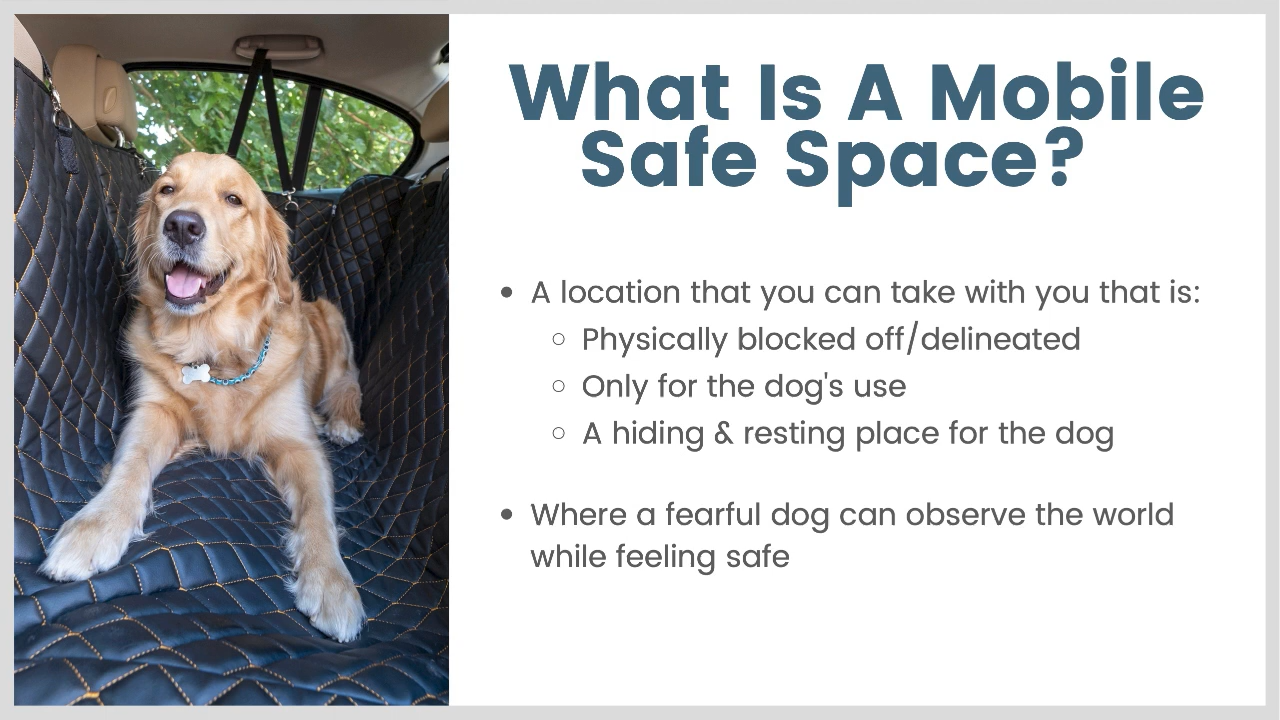 What Is A Mobile
Safe Space?
• A location that you can take with you that is:
○ Physically blocked off/delineated
○ Only for the dog's use
○ A hiding & resting place for the dog
• Where a fearful dog can observe the world
while feeling safe